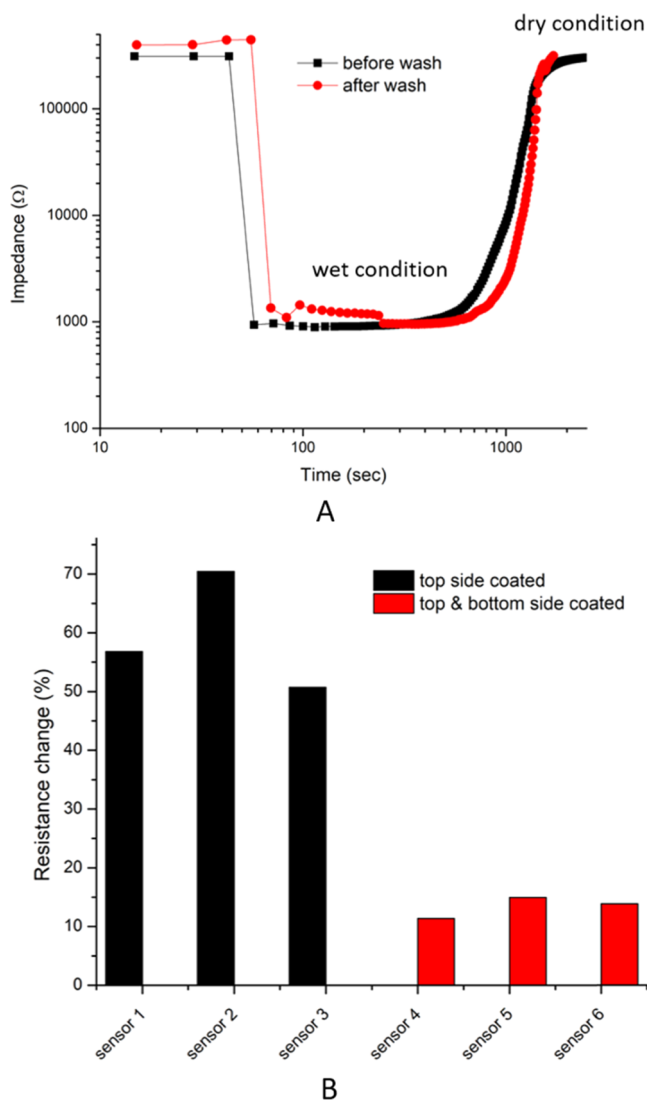 dry condition
before wash
after wash
100000
10000
1000
100
Impedance (Ω)
wet condition
10
100
1000
Time (sec)
A
top side coated
top & bottom side coated
70
60
50
40
30
20
10
0
Resistance change (%)
sensor 1
sensor 2
sensor 3
sensor 4
sensor 5
sensor 6
B